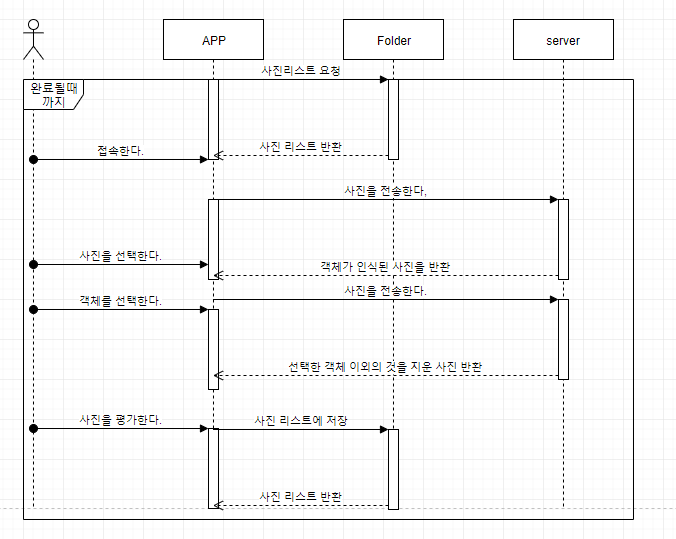 APP
Folder
server
완료될때
까지
사진리스트 요청
사진 리스트 반환
접속한다.
사진을 전송한다,
사진을 선택한다.
객체가 인식된 사진을 반환
사진을 전송한다.
객체를 선택한다.
선택한 객체 이외의 것을 지운 사진 반환
사진을 평가한다.
사진 리스트에 저장
사진 리스트 반환